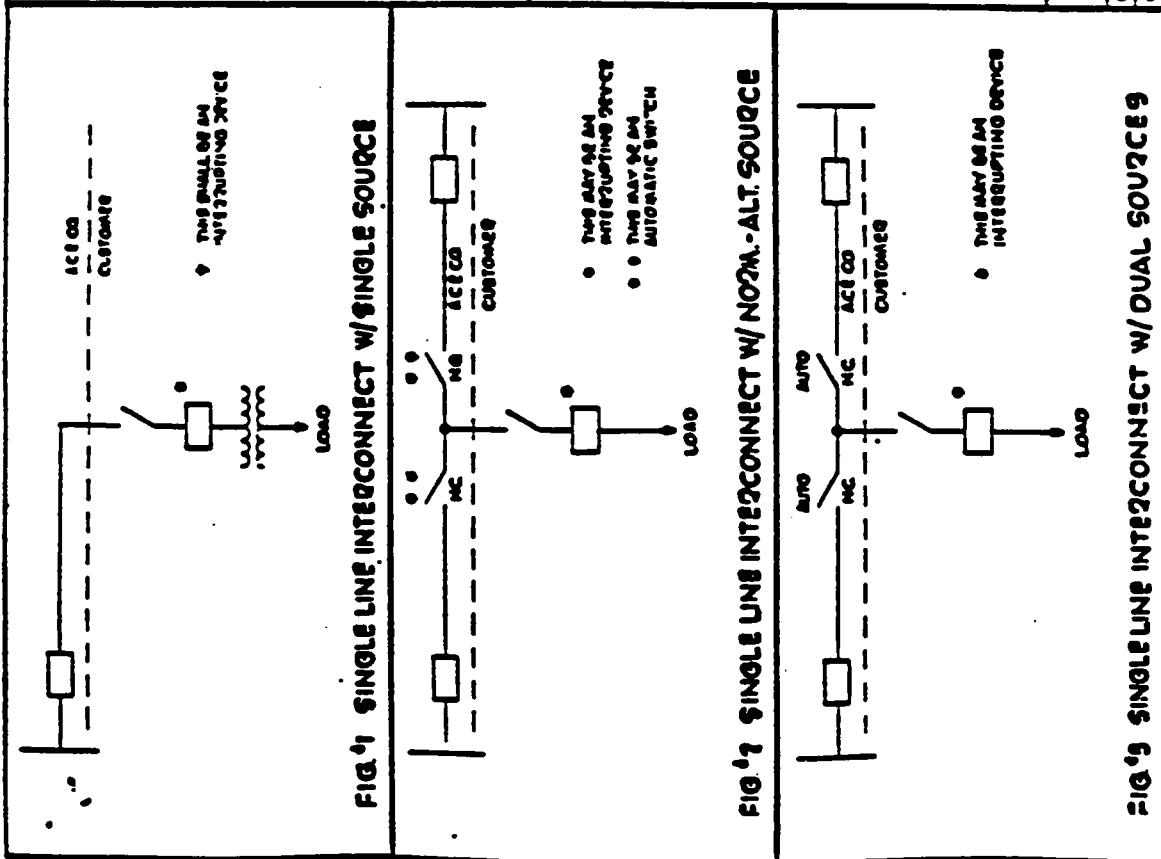 ACE CO
CUSTOMER
THIS SHALL BE AN
INTERRUPTING DEVICE
LOAD
FIG. #1 SINGLE LINE INTERCONNECT W/ SINGLE SOURCE
NC
NO
ACE CO
CUSTOMER
THIS MAY BE AN
INTERRUPTING DEVICE
THIS MAY BE AN
AUTOMATIC SWITCH
LOAD
FIG. #2 SINGLE LINE INTERCONNECT W/ NORM.-ALT. SOURCE
AUTO
AUTO
NC
NC
ACE CO
CUSTOMER
THIS MAY BE AN
INTERRUPTING DEVICE
LOAD
FIG. #3 SINGLE LINE INTERCONNECT W/ DUAL SOURCES